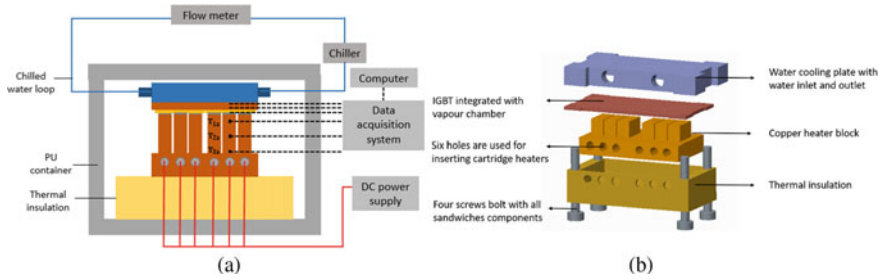 Flow meter
Chiller
Chilled
water loop
Computer
Data
acquisition
system
T1a
T2a
PU
container
Thermal
insulation
DC power
supply
(a)
Water cooling plate with
water inlet and outlet
IGBT integrated with
vapour chamber
Copper heater block
Six holes are used for
inserting cartridge heaters
Thermal insulation
Four screws bolt with all
sandwiches components
(b)